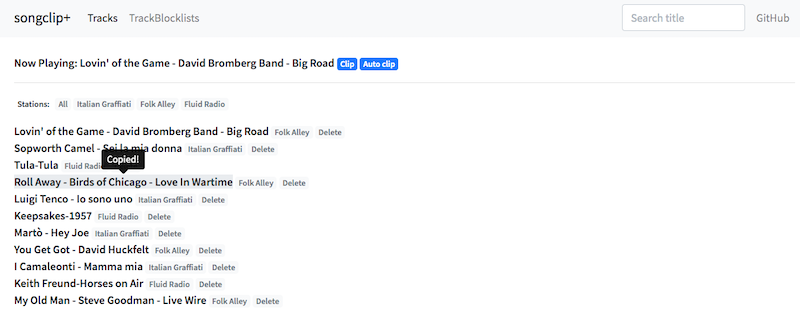 songclip+ Tracks TrackBlocklists Search title GitHub
Now Playing: Lovin' of the Game - David Bromberg Band - Big Road Clip Auto clip
Stations: All Italian Graffiati Folk Alley Fluid Radio
Lovin' of the Game - David Bromberg Band - Big Road Folk Alley Delete
Sopworth Camel - Sei la mia donna Italian Graffiati Delete
Copied!
Tula-Tula Fluid Radio
Roll Away - Birds of Chicago - Love In Wartime Folk Alley Delete
Luigi Tenco - Io sono uno Italian Graffiati Delete
Keepsakes-1957 Fluid Radio Delete
Martò - Hey Joe Italian Graffiati Delete
You Get Got - David Huckfelt Folk Alley Delete
I Camaleonti - Mamma mia Italian Graffiati Delete
Keith Freund-Horses on Air Fluid Radio Delete
My Old Man - Steve Goodman - Live Wire Folk Alley Delete